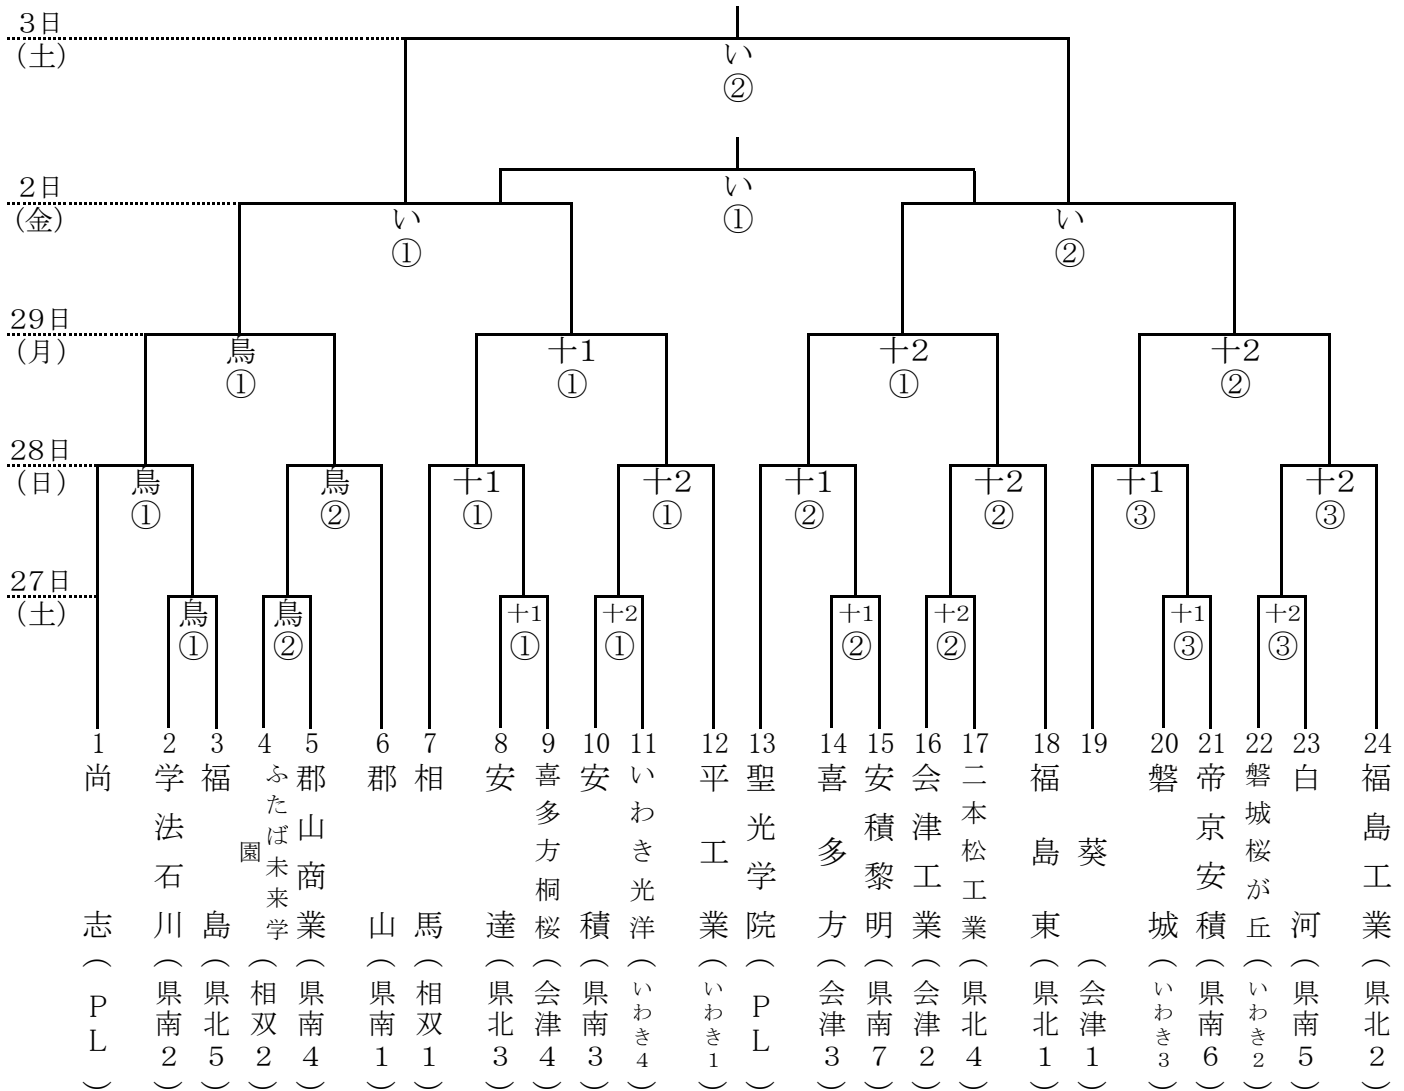 3日
(土)
い
②
2日
(金)
い
①
い
①
い
②
29日
(月)
鳥
①
十1
①
十2
①
十2
②
28日
(日)
鳥
①
鳥
②
十1
①
十2
①
十1
②
十2
②
十1
③
十2
③
27日
(土)
鳥
①
鳥
②
十1
①
十2
①
十1
②
十2
②
十1
③
十2
③
1 尚志(PL)
2 学法石川(県南2)
3 福島(県北5)
4 ふたば未来学園(相双2)
5 郡山商業(県南4)
6 郡山(県南1)
7 相馬(相双1)
8 安達(県北3)
9 喜多方桐桜(会津4)
10 安積(県南3)
11 いわき光洋(いわき4)
12 平工業(いわき1)
13 聖光学院(PL)
14 喜多方(会津3)
15 安積黎明(県南7)
16 会津工業(会津2)
17 二本松工業(県北4)
18 福島東(県北1)
19 葵(会津1)
20 磐城(いわき3)
21 帝京安積(県南6)
22 磐城桜が丘(いわき2)
23 白河(県南5)
24 福島工業(県北2)